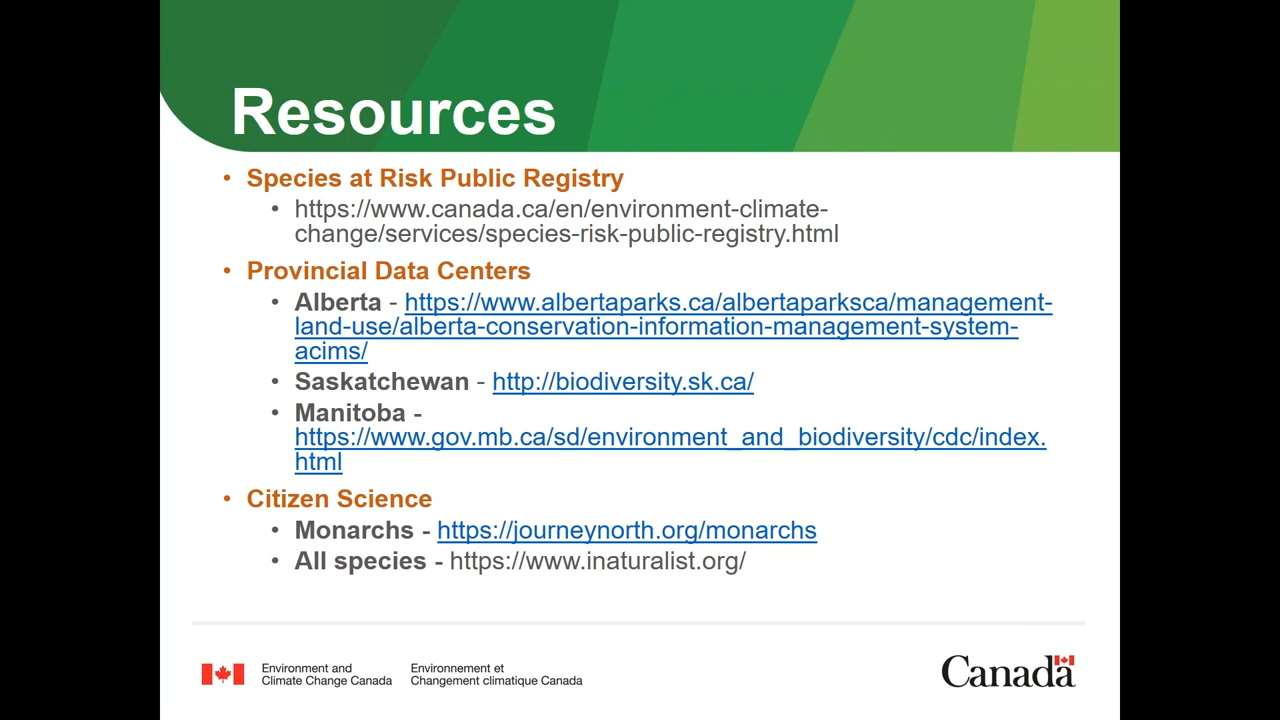 Resources
• Species at Risk Public Registry
• https://www.canada.ca/en/environment-climate-
change/services/species-risk-public-registry.html
• Provincial Data Centers
• Alberta - https://www.albertaparks.ca/albertaparksca/management-
land-use/alberta-conservation-information-management-system-
acims/
• Saskatchewan - http://biodiversity.sk.ca/
• Manitoba -
https://www.gov.mb.ca/sd/environment_and_biodiversity/cdc/index.
html
• Citizen Science
• Monarchs - https://journeynorth.org/monarchs
• All species - https://www.inaturalist.org/
Environment and
Climate Change Canada
Environnement et
Changement climatique Canada
Canada